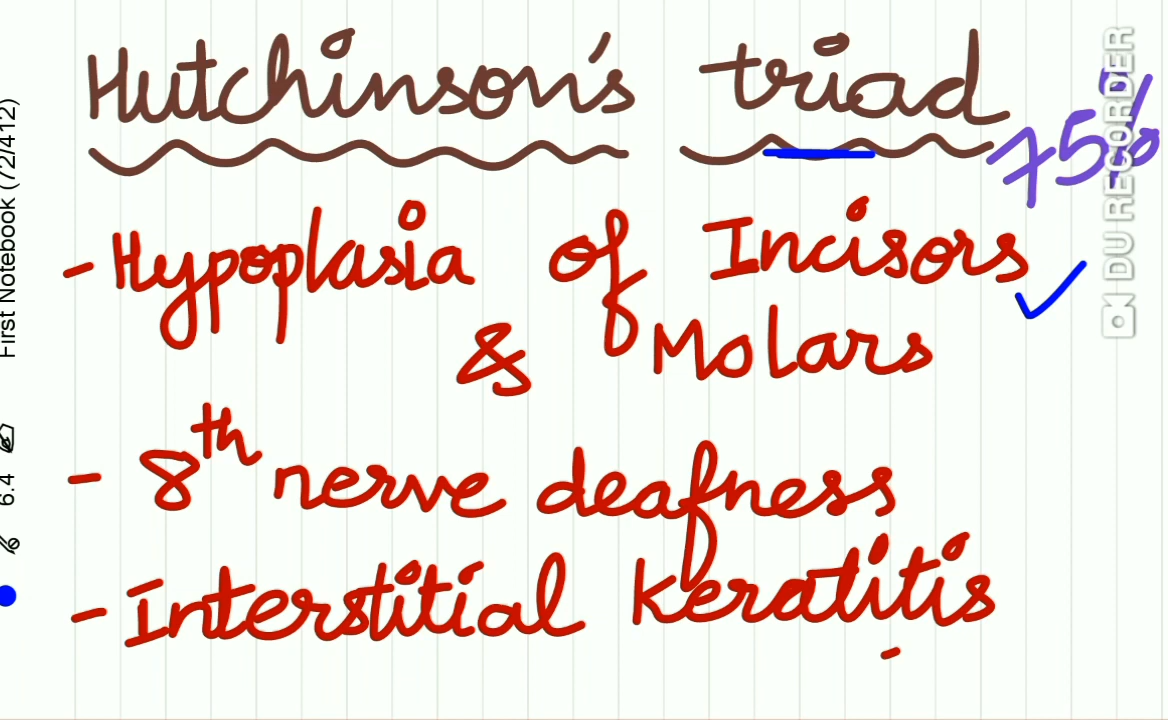 Hutchinson's triad 75%
- Hypoplasia of Incisors
& Molars
- 8th nerve deafness
- Interstitial Keratitis
First Notebook (72/412)
6.4
DU RECORDER